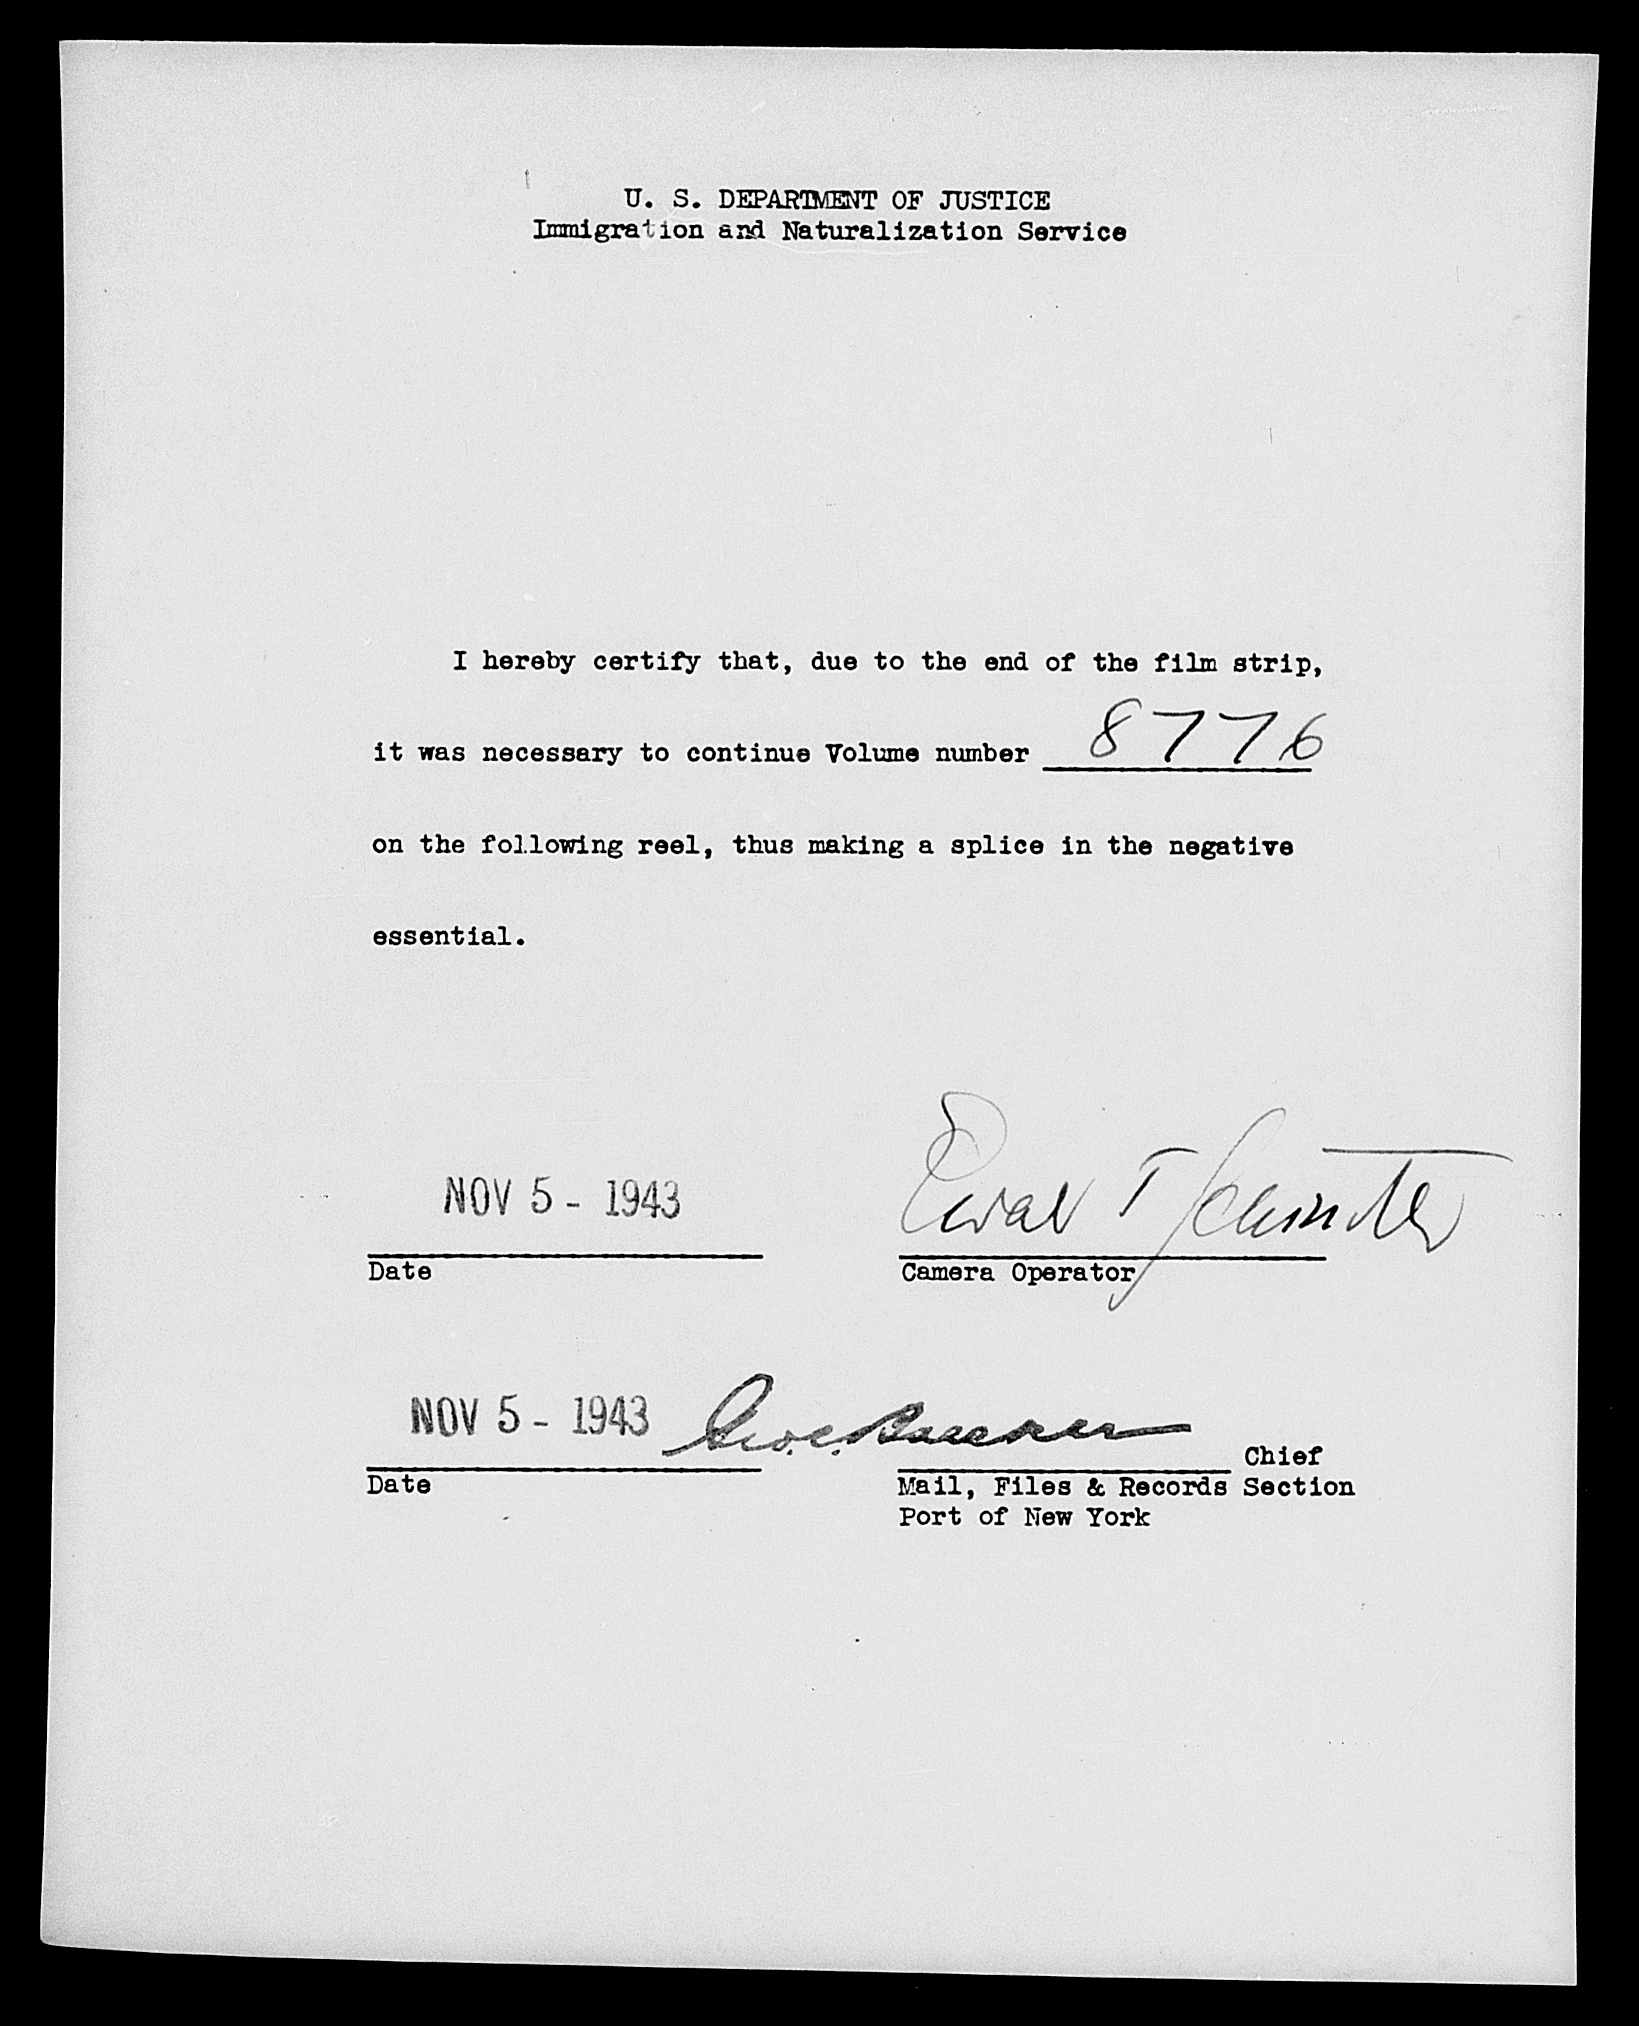 U. S. DEPARTMENT OF JUSTICE
Immigration and Naturalization Service
I hereby certify that, due to the end of the film strip,
it was necessary to continue Volume number 8776
on the following reel, thus making a splice in the negative
essential.
NOV 5 - 1943
Date
Camera Operator
NOV 5 - 1943
Date
Chief
Mail, Files & Records Section
Port of New York